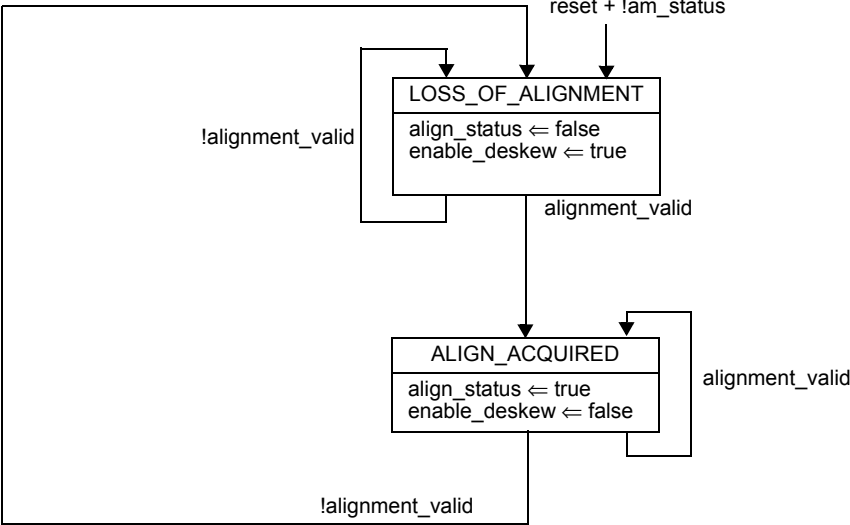 reset + !am_status
LOSS_OF_ALIGNMENT
align_status ⇐ false
enable_deskew ⇐ true
!alignment_valid
alignment_valid
ALIGN_ACQUIRED
align_status ⇐ true
enable_deskew ⇐ false
alignment_valid
!alignment_valid